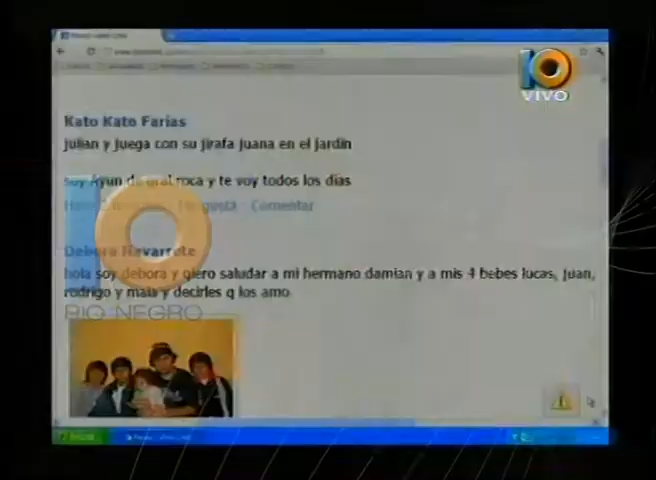 10
VIVO
Kato Kato Farias
julian y juega con su jirafa juana en el jardin
soy Ayun de gral roca y te voy todos los dias
gusta Comentar
10
Debora Navarrete
hola soy debora y qiero saludar a mi hermano damian y a mis 4 bebes lucas, juan,
rodrigo y maia y decirles q los amo
RIO NEGRO